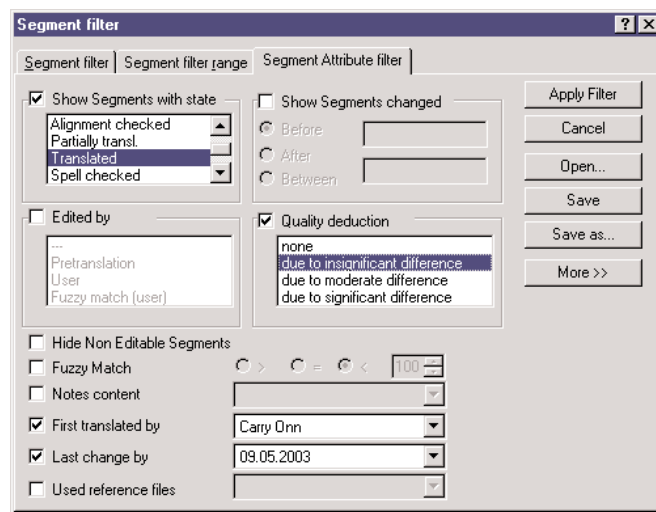 Segment filter
Segment filter Segment filter range Segment Attribute filter
Show Segments with state
Alignment checked
Partially transl.
Translated
Spell checked
Show Segments changed
Before
After
Between
Edited by
---
Pretranslation
User
Fuzzy match (user)
Quality deduction
none
due to insignificant difference
due to moderate difference
due to significant difference
Hide Non Editable Segments
Fuzzy Match > = < 100
Notes content
First translated by Carry Onn
Last change by 09.05.2003
Used reference files
Apply Filter
Cancel
Open...
Save
Save as...
More >>